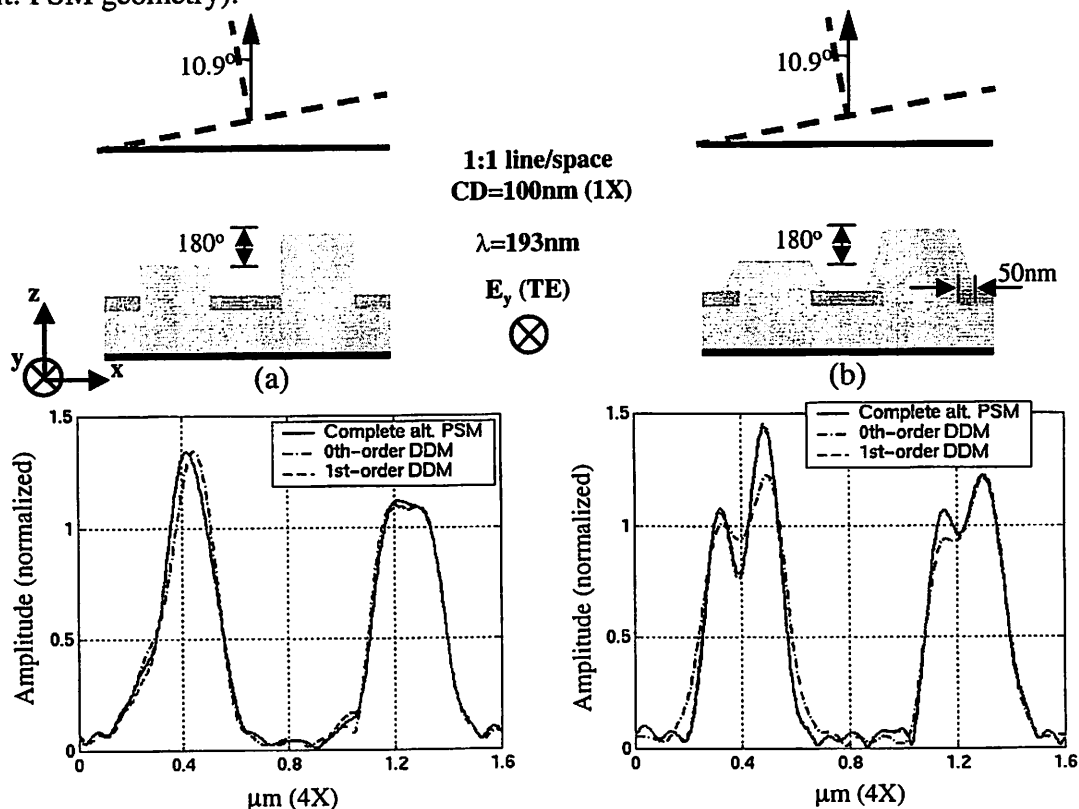 nt. PSM geometry).
10.9°
10.9°
1:1 line/space
CD=100nm (1X)
λ=193nm
E_y (TE)
180°
180°
50nm
z
y
x
(a)
(b)
Amplitude (normalized)
1.5
1
0.5
0
Complete alt. PSM
0th-order DDM
1st-order DDM
0
0.4
0.8
1.2
1.6
μm (4X)
Amplitude (normalized)
1.5
1
0.5
0
Complete alt. PSM
0th-order DDM
1st-order DDM
0
0.4
0.8
1.2
1.6
μm (4X)